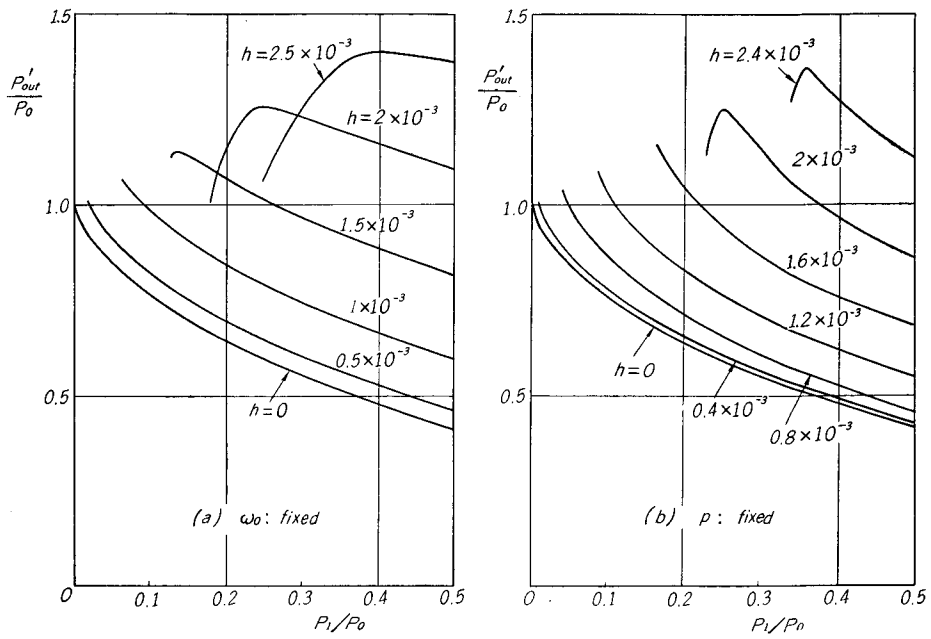 1.5
P'out
P0
1.0
0.5
0
0.1
0.2
0.3
0.4
0.5
P1/P0
h=2.5×10⁻³
h=2×10⁻³
1.5×10⁻³
1×10⁻³
0.5×10⁻³
h=0
(a) ω0: fixed
1.5
P'out
P0
1.0
0.5
0
0.1
0.2
0.3
0.4
0.5
P1/P0
h=2.4×10⁻³
2×10⁻³
1.6×10⁻³
1.2×10⁻³
h=0
0.4×10⁻³
0.8×10⁻³
(b) p: fixed